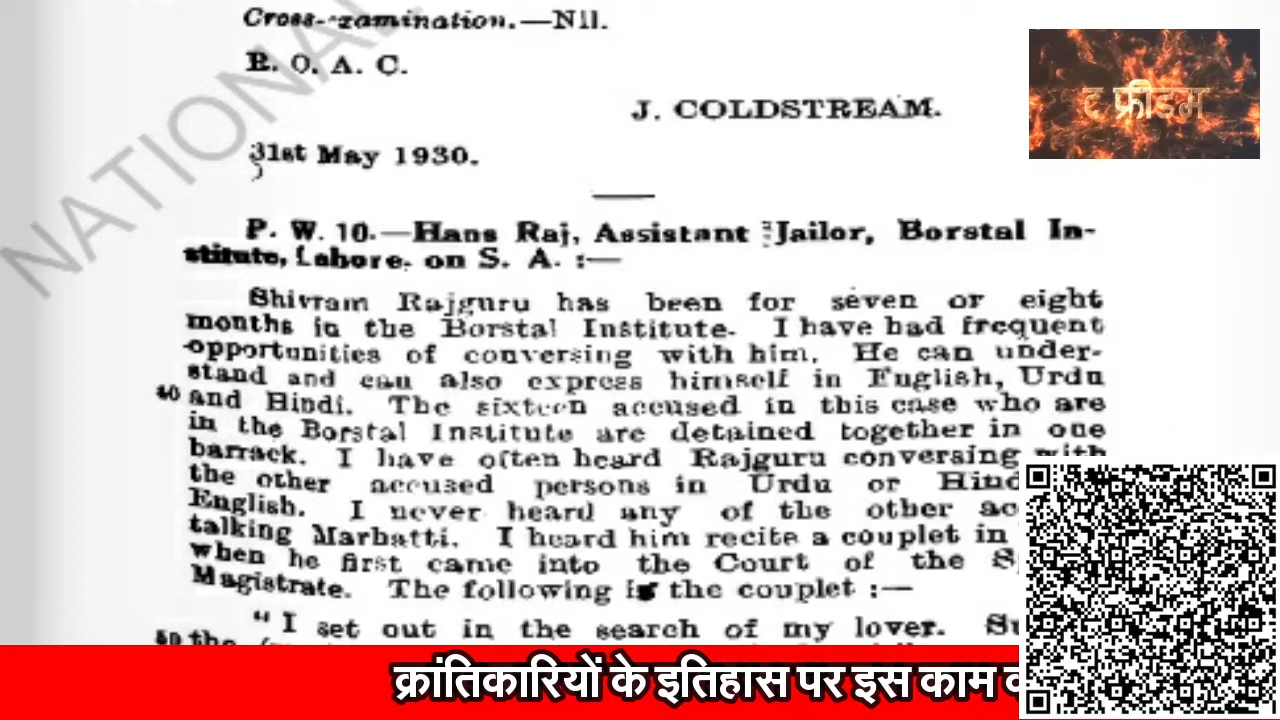 Cross-examination.—Nil.
R. O. A. C.
J. COLDSTREAM.
31st May 1930.
P. W. 10.—Hans Raj, Assistant Jailor, Borstal In-
stitute, Lahore. on S. A. :—
Shivram Rajguru has been for seven or eight
months in the Borstal Institute. I have had frequent
opportunities of conversing with him. He can under-
stand and can also express himself in English, Urdu
40 and Hindi. The sixteen accused in this case who are
in the Borstal Institute are detained together in one
barrack. I have often heard Rajguru conversing with
the other accused persons in Urdu or
English. I never heard any of the other
talking Marhatti. I heard him recite a couplet in
when he first came into the Court of the
Magistrate. The following is the couplet :—
" I set out in the search of my lover.
50 the
NATIONAL
द फ्रीडम
क्रांतिकारियों के इतिहास पर इस काम